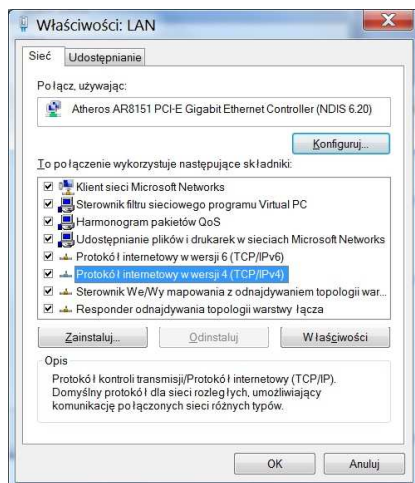 Właściwości: LAN
Sieć Udostępnianie
Połącz, używając:
Atheros AR8151 PCI-E Gigabit Ethernet Controller (NDIS 6.20)
Konfiguruj...
To połączenie wykorzystuje następujące składniki:
Klient sieci Microsoft Networks
Sterownik filtru sieciowego programu Virtual PC
Harmonogram pakietów QoS
Udostępnianie plików i drukarek w sieciach Microsoft Networks
Protokół internetowy w wersji 6 (TCP/IPv6)
Protokół internetowy w wersji 4 (TCP/IPv4)
Sterownik We/Wy mapowania z odnajdywaniem topologii war...
Responder odnajdywania topologii warstwy łącza
Zainstaluj... Odinstaluj Właściwości
Opis
Protokół kontroli transmisji/Protokół internetowy (TCP/IP).
Domyślny protokół dla sieci rozległych, umożliwiający
komunikację połączonych sieci różnych typów.
OK Anuluj